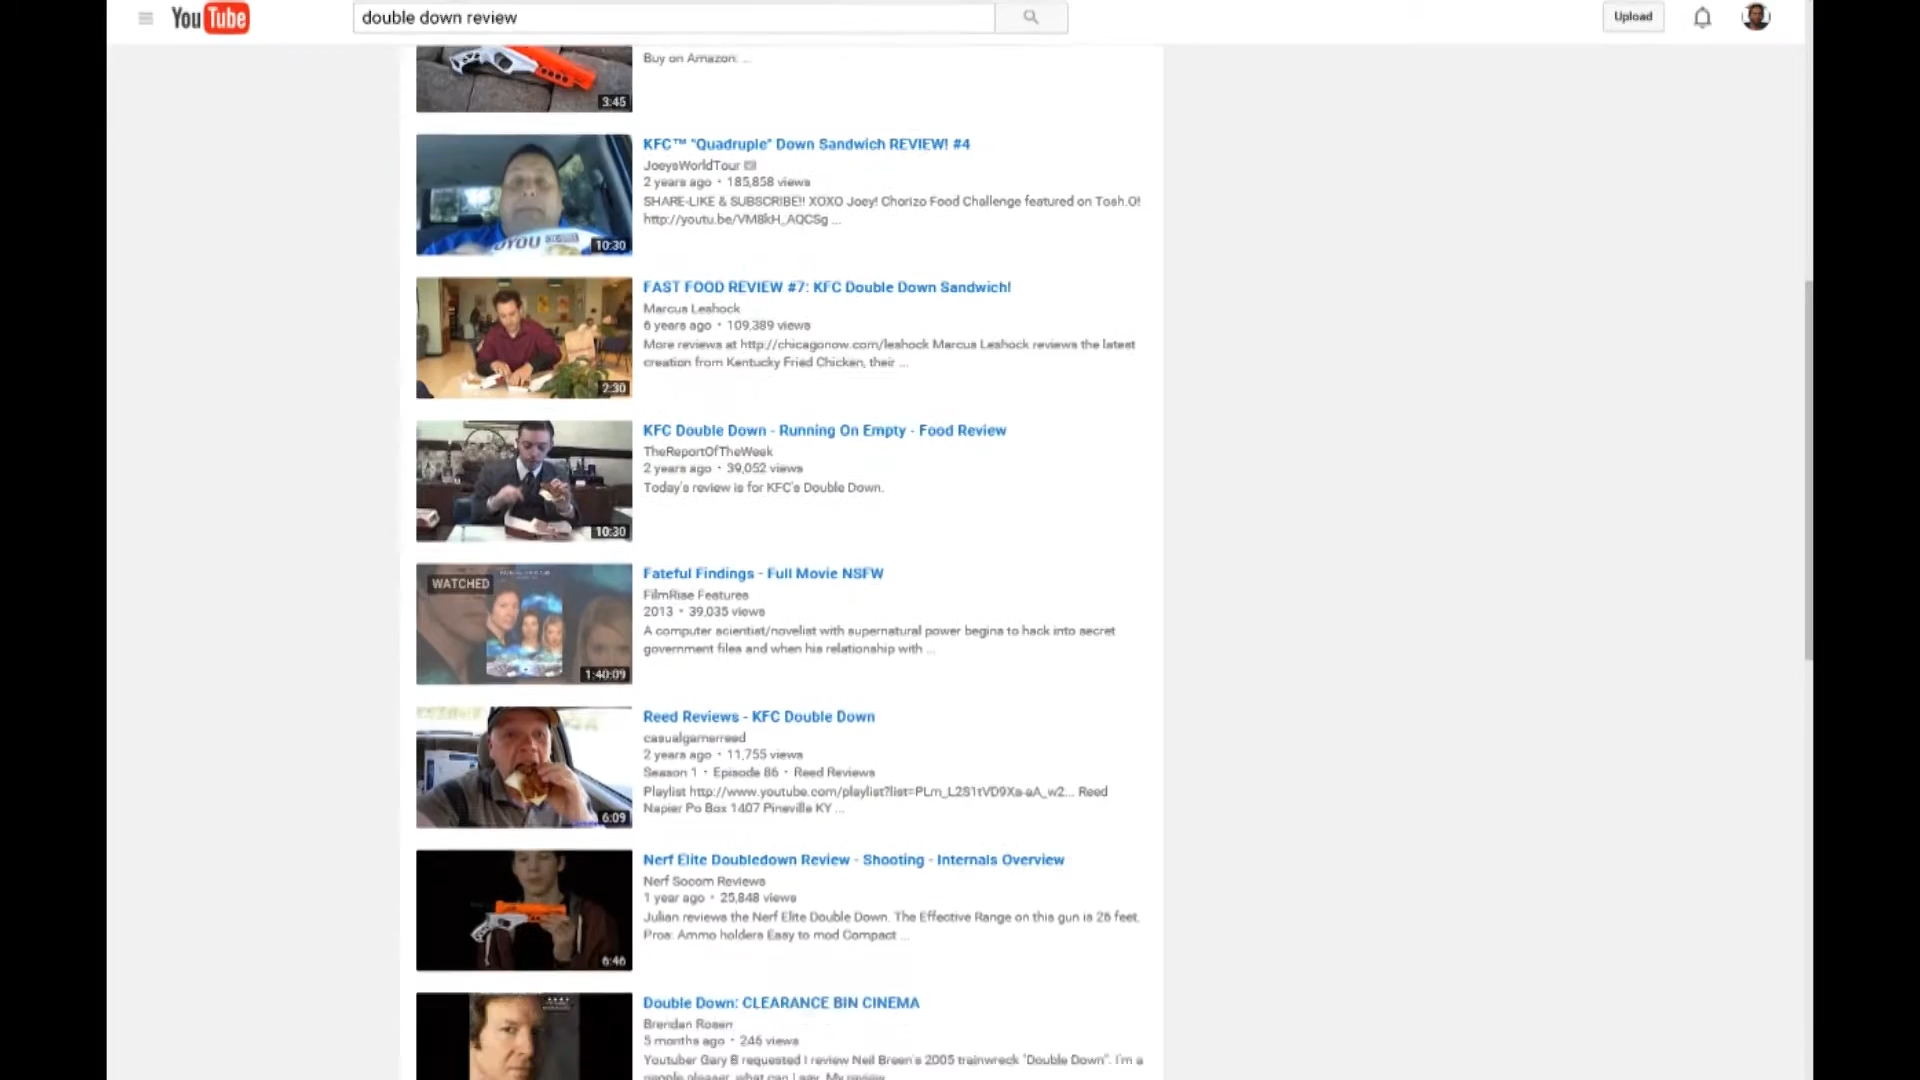 YouTube
double down review
Upload
Buy on Amazon: ...
3:45
KFC™ "Quadruple" Down Sandwich REVIEW! #4
JoeysWorldTour
2 years ago • 185,858 views
SHARE-LIKE & SUBSCRIBE!! XOXO Joey! Chorizo Food Challenge featured on Tosh.O!
http://youtu.be/VM8kH_AQCSg ...
10:30
FAST FOOD REVIEW #7: KFC Double Down Sandwich!
Marcus Leshock
6 years ago • 109,389 views
More reviews at http://chicagonow.com/leshock Marcus Leshock reviews the latest
creation from Kentucky Fried Chicken, their ...
2:30
KFC Double Down - Running On Empty - Food Review
TheReportOfTheWeek
2 years ago • 39,052 views
Today's review is for KFC's Double Down.
10:30
WATCHED
Fateful Findings - Full Movie NSFW
FilmRise Features
2013 • 39,035 views
A computer scientist/novelist with supernatural power begins to hack into secret
government files and when his relationship with ...
1:40:09
Reed Reviews - KFC Double Down
casualgamerreed
2 years ago • 11,755 views
Season 1 • Episode 86 • Reed Reviews
Playlist http://www.youtube.com/playlist?list=PLm_L2S1tVD9Xa-aA_w2... Reed
Napier Po Box 1407 Pineville KY ...
6:09
Nerf Elite Doubledown Review - Shooting - Internals Overview
Nerf Socom Reviews
1 year ago • 25,848 views
Julian reviews the Nerf Elite Double Down. The Effective Range on this gun is 26 feet.
Pros: Ammo holders Easy to mod Compact ...
6:46
Double Down: CLEARANCE BIN CINEMA
Brendan Rosen
5 months ago • 246 views
Youtuber Gary B requested I review Neil Breen's 2005 trainwreck "Double Down". I'm a
people pleaser, what can I say. My review